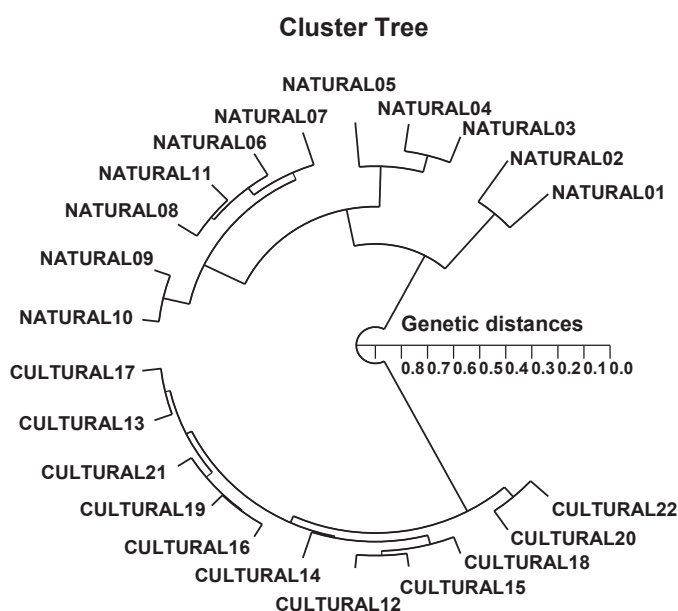 Cluster Tree
NATURAL05
NATURAL04
NATURAL07
NATURAL03
NATURAL06
NATURAL02
NATURAL11
NATURAL01
NATURAL08
NATURAL09
NATURAL10
Genetic distances
0.8 0.7 0.6 0.5 0.4 0.3 0.2 0.1 0.0
CULTURAL17
CULTURAL13
CULTURAL21
CULTURAL19
CULTURAL22
CULTURAL20
CULTURAL16
CULTURAL18
CULTURAL14
CULTURAL15
CULTURAL12